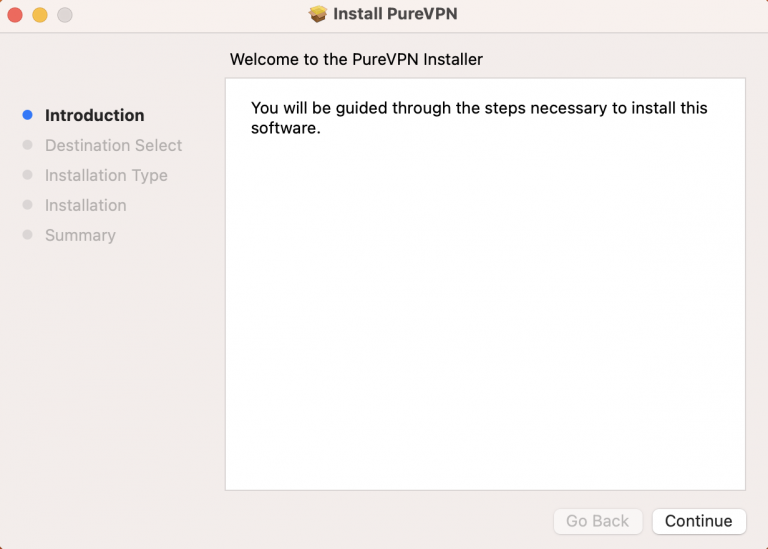 Install PureVPN
Welcome to the PureVPN Installer
Introduction
Destination Select
Installation Type
Installation
Summary
You will be guided through the steps necessary to install this
software.
Go Back
Continue